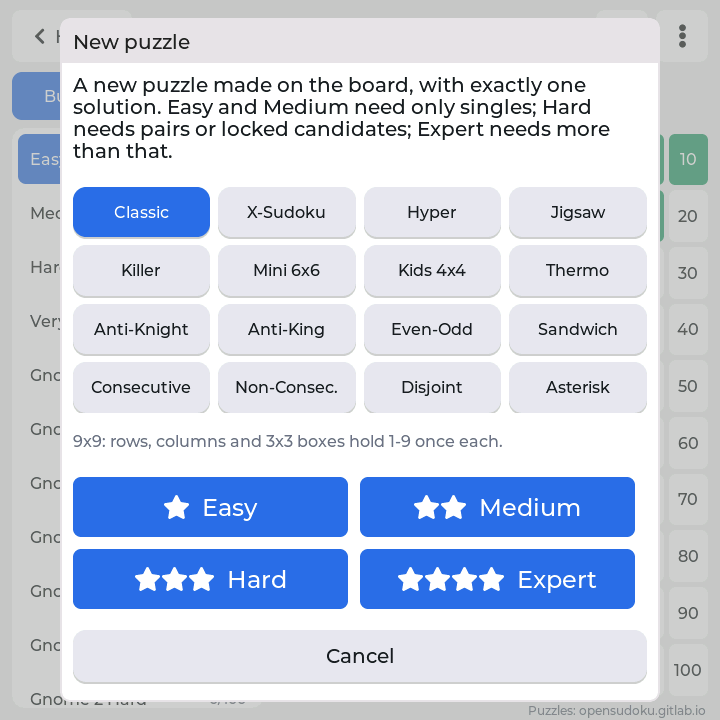 New puzzle
A new puzzle made on the board, with exactly one
solution. Easy and Medium need only singles; Hard
needs pairs or locked candidates; Expert needs more
than that.
Classic
X-Sudoku
Hyper
Jigsaw
Killer
Mini 6x6
Kids 4x4
Thermo
Anti-Knight
Anti-King
Even-Odd
Sandwich
Consecutive
Non-Consec.
Disjoint
Asterisk
9x9: rows, columns and 3x3 boxes hold 1-9 once each.
Easy
Medium
Hard
Expert
Cancel
10
20
30
40
50
60
70
80
90
100
Puzzles: opensudoku.gitlab.io